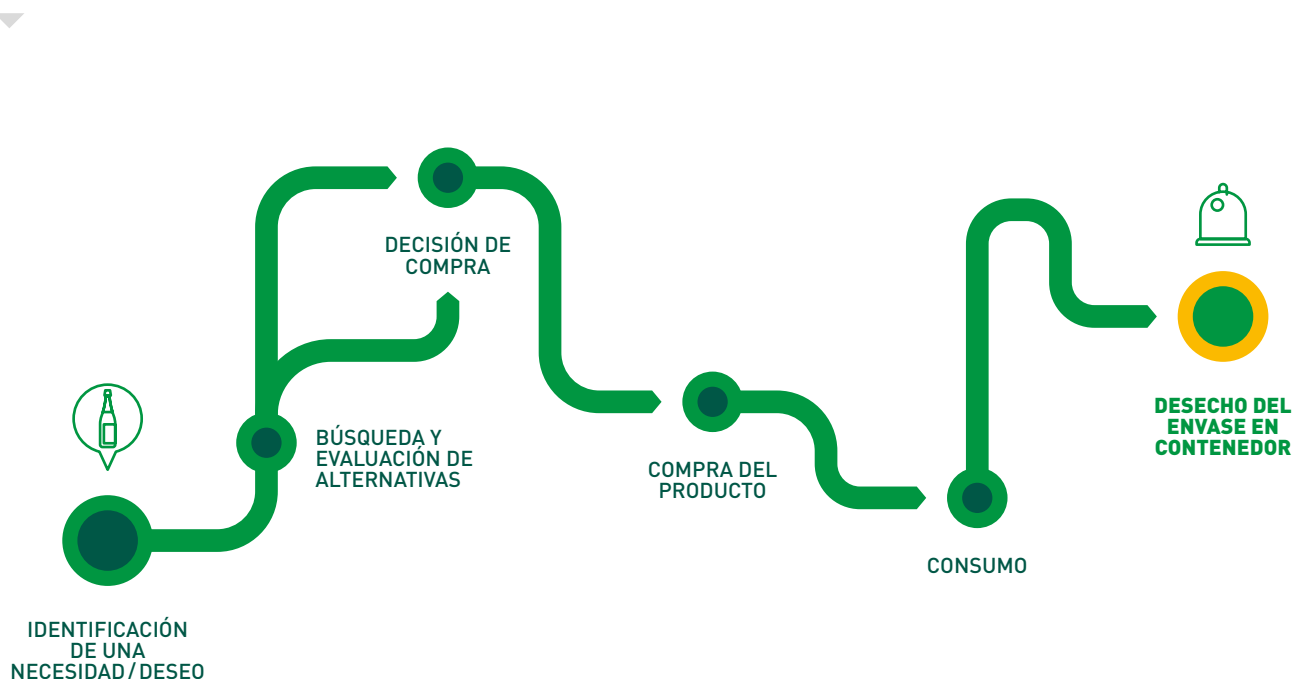 IDENTIFICACIÓN
DE UNA
NECESIDAD/DESEO
BÚSQUEDA Y
EVALUACIÓN DE
ALTERNATIVAS
DECISIÓN DE
COMPRA
COMPRA DEL
PRODUCTO
CONSUMO
DESECHO DEL
ENVASE EN
CONTENEDOR